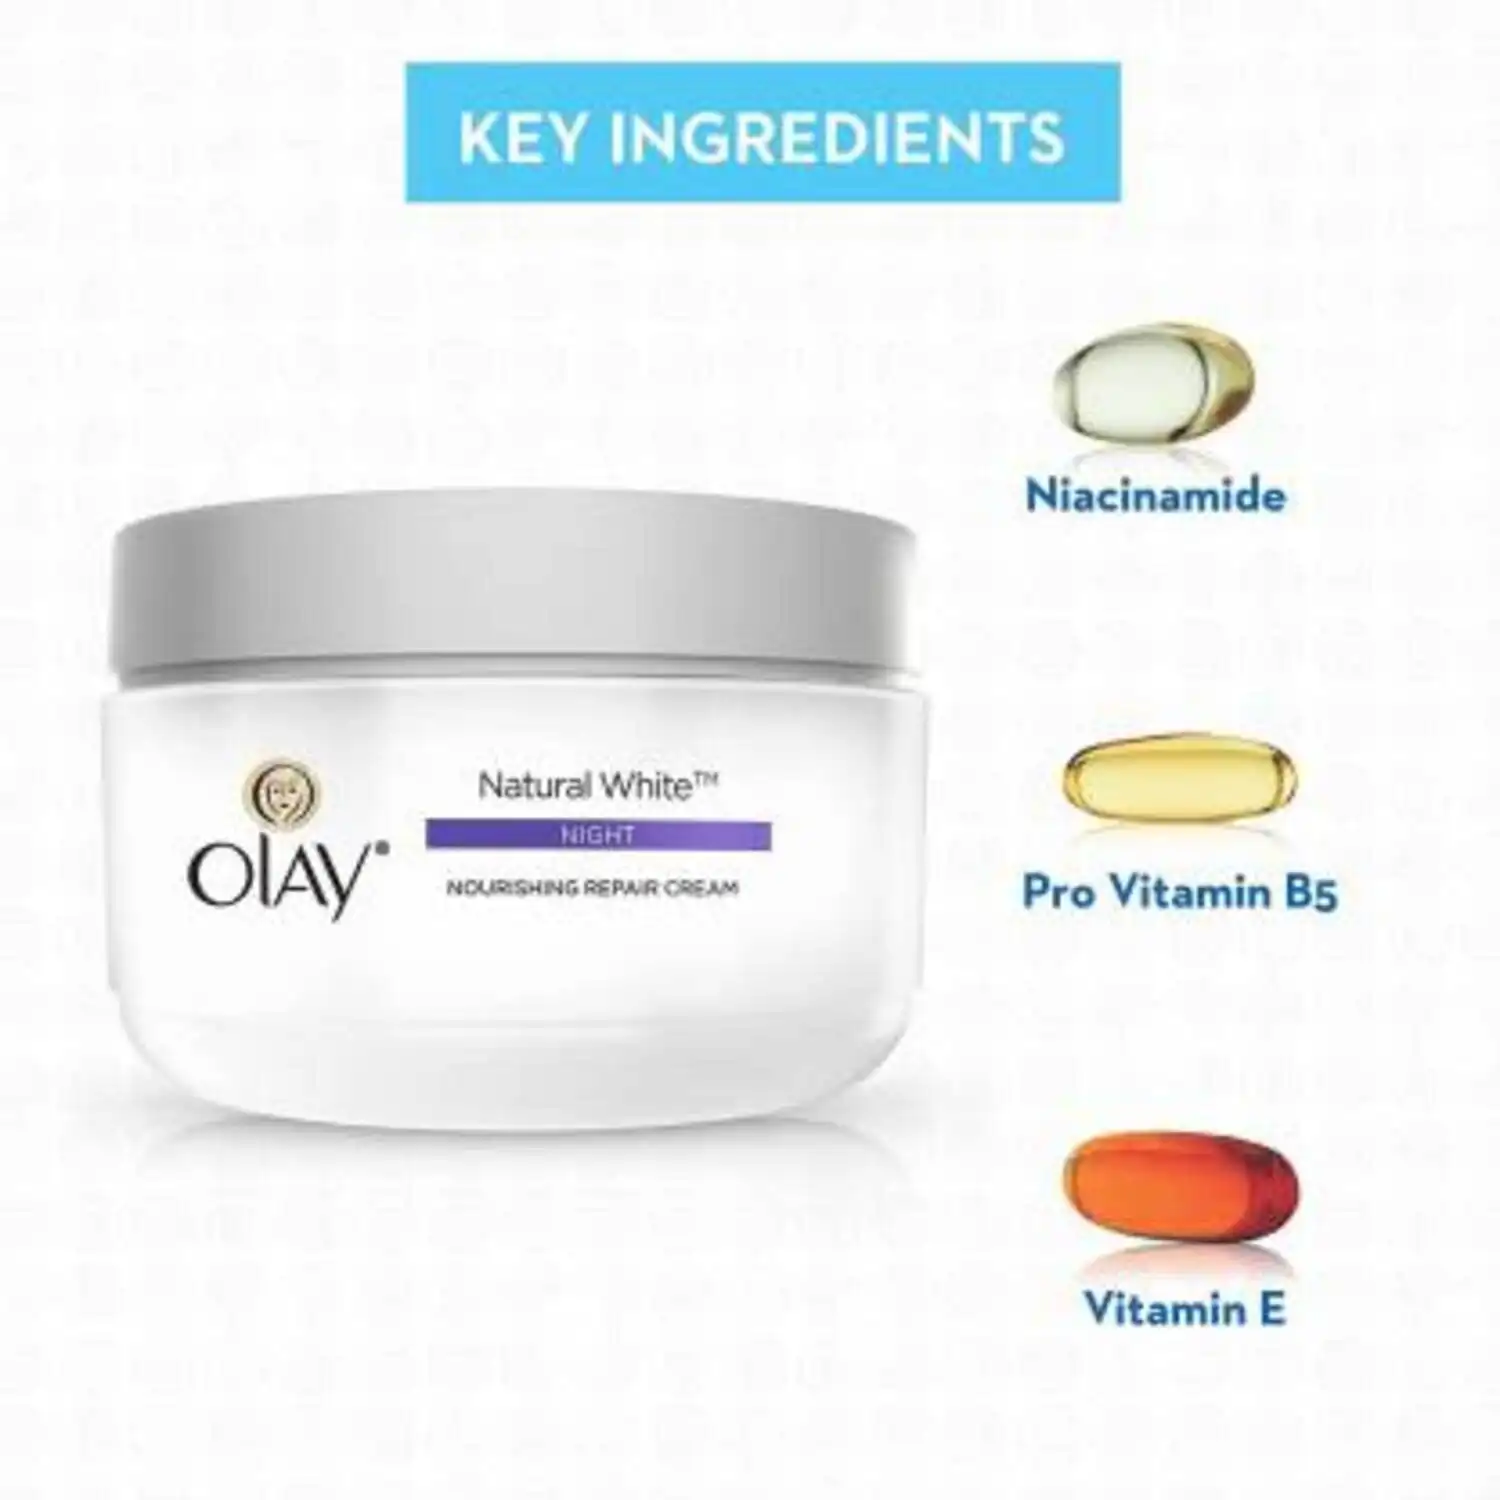 KEY INGREDIENTS
Niacinamide
Natural White™
NIGHT
OLAY®
NOURISHING REPAIR CREAM
Pro Vitamin B5
Vitamin E